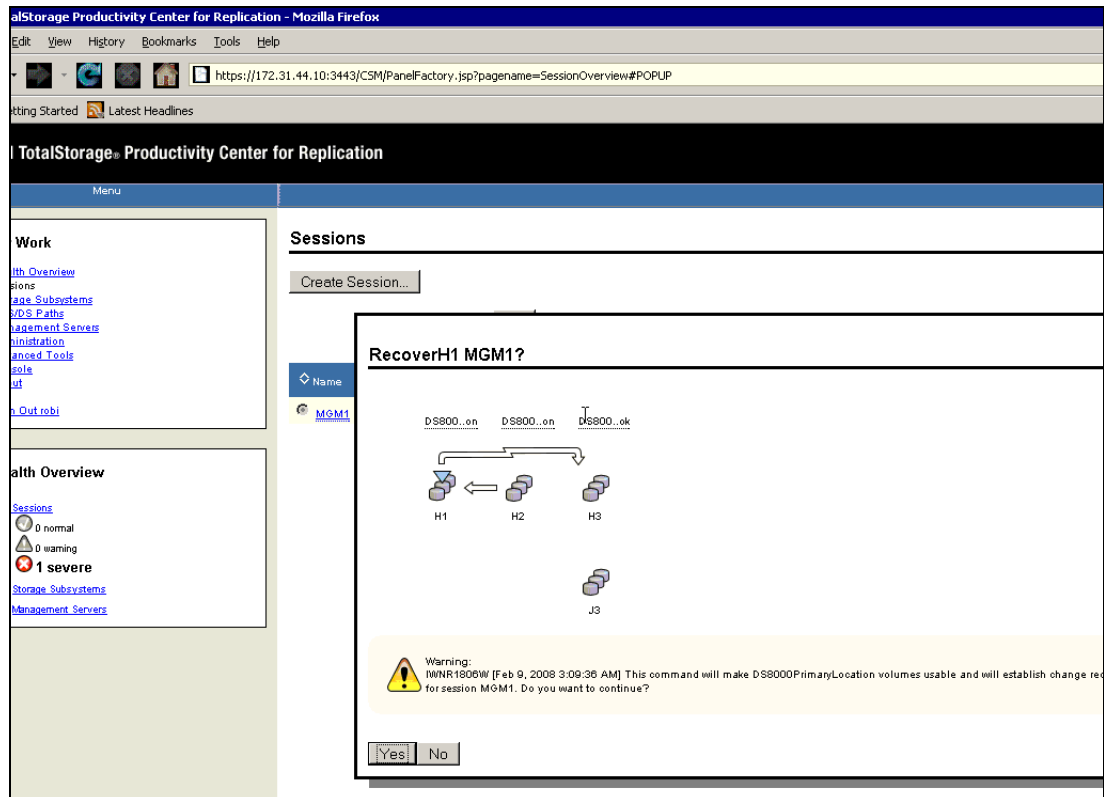 alStorage Productivity Center for Replication - Mozilla Firefox
Edit View History Bookmarks Tools Help
https://172.31.44.10:3443/CSM/PanelFactory.jsp?pagename=SessionOverview#POPUP
etting Started Latest Headlines
TotalStorage® Productivity Center for Replication
Menu
Work
lth Overview
sions
rage Subsystems
S/DS Paths
nagement Servers
ministration
anced Tools
sole
ut
n Out robi
alth Overview
Sessions
0 normal
0 warning
1 severe
Storage Subsystems
Management Servers
Sessions
Create Session...
Name
MGM1
RecoverH1 MGM1?
DS800..on DS800..on DS800..ok
H1 H2 H3
J3
Warning:
IWNR1806W [Feb 9, 2008 3:09:36 AM] This command will make DS8000PrimaryLocation volumes usable and will establish change rec
for session MGM1. Do you want to continue?
Yes No